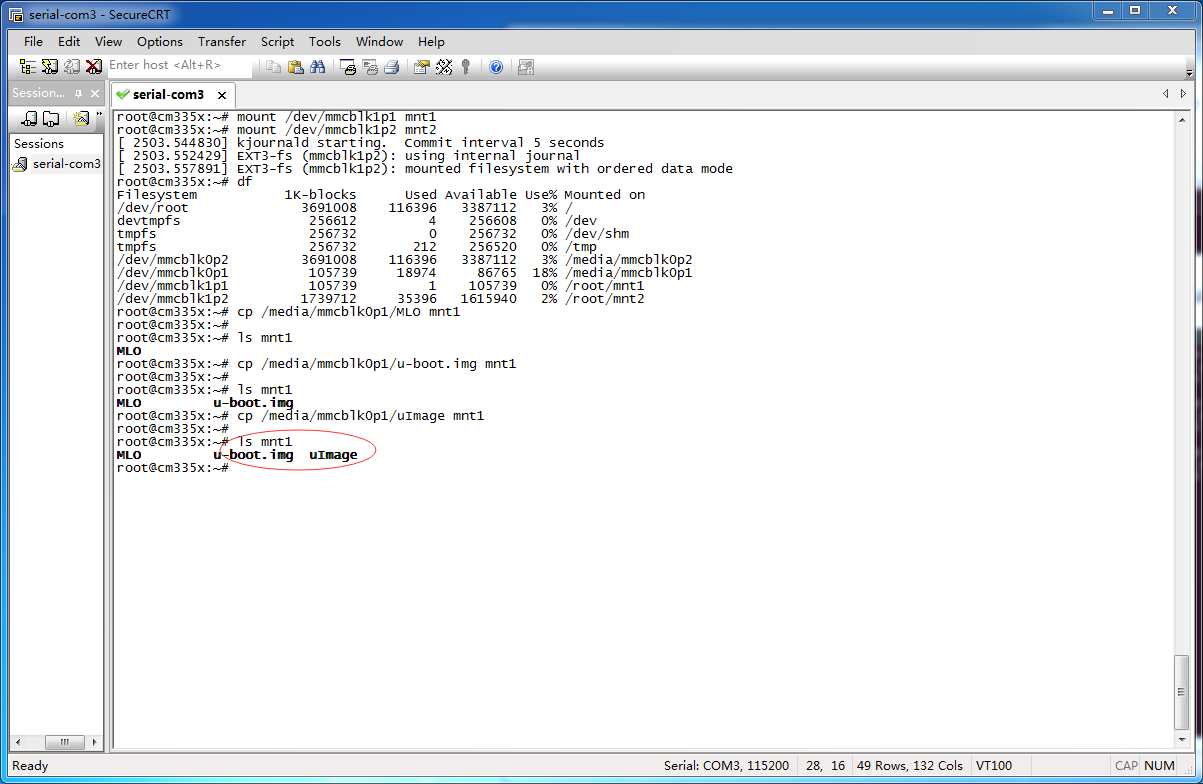 serial-com3 - SecureCRT
File Edit View Options Transfer Script Tools Window Help
Enter host <Alt+R>
Session...
serial-com3
Sessions
serial-com3
root@cm335x:~# mount /dev/mmcblk1p1 mnt1
root@cm335x:~# mount /dev/mmcblk1p2 mnt2
[ 2503.544830] kjournald starting.  Commit interval 5 seconds
[ 2503.552429] EXT3-fs (mmcblk1p2): using internal journal
[ 2503.557891] EXT3-fs (mmcblk1p2): mounted filesystem with ordered data mode
root@cm335x:~# df
Filesystem           1K-blocks      Used Available Use% Mounted on
/dev/root              3691008    116396   3387112   3% /
devtmpfs                256612         4    256608   0% /dev
tmpfs                   256732         0    256732   0% /dev/shm
tmpfs                   256732       212    256520   0% /tmp
/dev/mmcblk0p2         3691008    116396   3387112   3% /media/mmcblk0p2
/dev/mmcblk0p1          105739     18974     86765  18% /media/mmcblk0p1
/dev/mmcblk1p1          105739         1    105739   0% /root/mnt1
/dev/mmcblk1p2         1739712     35396   1615940   2% /root/mnt2
root@cm335x:~# cp /media/mmcblk0p1/MLO mnt1
root@cm335x:~#
root@cm335x:~# ls mnt1
MLO
root@cm335x:~# cp /media/mmcblk0p1/u-boot.img mnt1
root@cm335x:~#
root@cm335x:~# ls mnt1
MLO         u-boot.img
root@cm335x:~# cp /media/mmcblk0p1/uImage mnt1
root@cm335x:~#
root@cm335x:~# ls mnt1
MLO         u-boot.img  uImage
root@cm335x:~#
Ready Serial: COM3, 115200 28, 16 49 Rows, 132 Cols VT100 CAP NUM